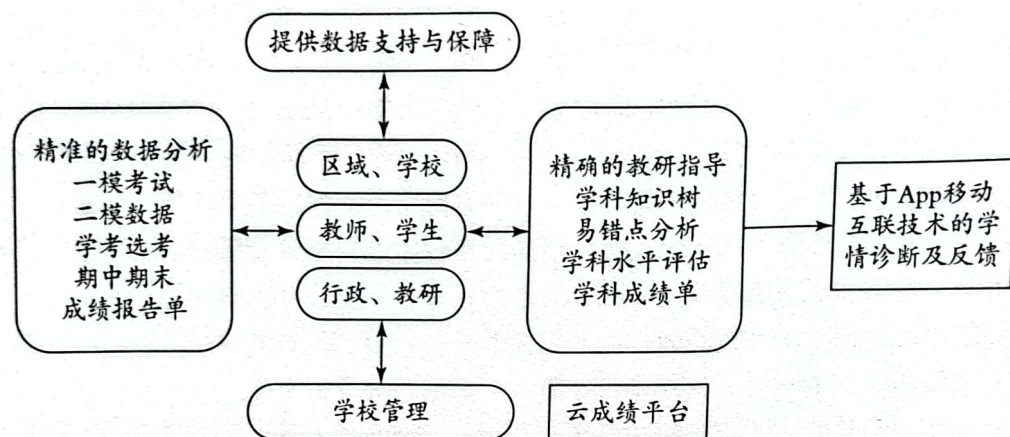 提供数据支持与保障
精准的数据分析
一模考试
二模数据
学考选考
期中期末
成绩报告单
区域、学校
教师、学生
行政、教研
精确的教研指导
学科知识树
易错点分析
学科水平评估
学科成绩单
基于App移动
互联技术的学
情诊断及反馈
学校管理
云成绩平台